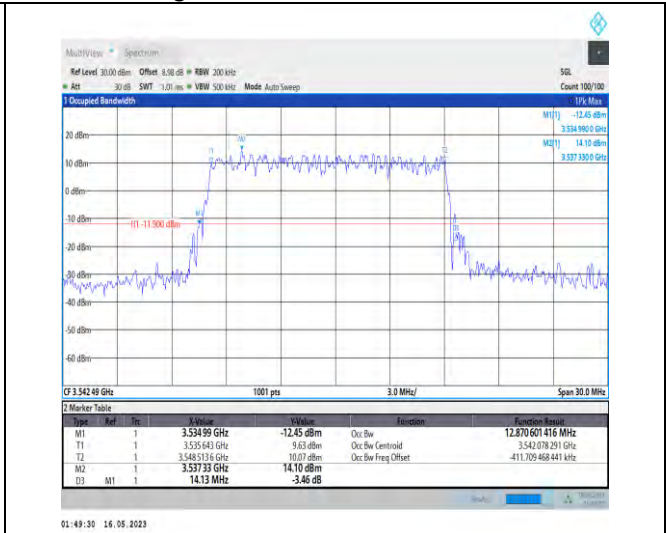 MultiView Spectrum
Ref Level 30.00 dBm Offset 8.98 dB RBW 200 kHz SGL
Att 30 dB SWT 1.01 ms VBW 500 kHz Mode Auto Sweep Count 100/100
1 Occupied Bandwidth 1Pk Max
M1[1] -12.45 dBm
3.534 990 0 GHz
20 dBm
M2[1] 14.10 dBm
3.537 330 0 GHz
M2
T1
T2
10 dBm
0 dBm
-10 dBm
M1
H1 -11.900 dBm
D3
-20 dBm
-30 dBm
-40 dBm
-50 dBm
-60 dBm
CF 3.542 49 GHz 1001 pts 3.0 MHz/ Span 30.0 MHz
2 Marker Table
Type Ref Trc X-Value Y-Value Function Function Result
M1 1 3.534 99 GHz -12.45 dBm Occ Bw 12.870 601 416 MHz
T1 1 3.535 643 GHz 9.63 dBm Occ Bw Centroid 3.542 078 291 GHz
T2 1 3.548 513 6 GHz 10.07 dBm Occ Bw Freq Offset -411.709 468 441 kHz
M2 1 3.537 33 GHz 14.10 dBm
D3 M1 1 14.13 MHz -3.46 dB
01:49:30 16.05.2023